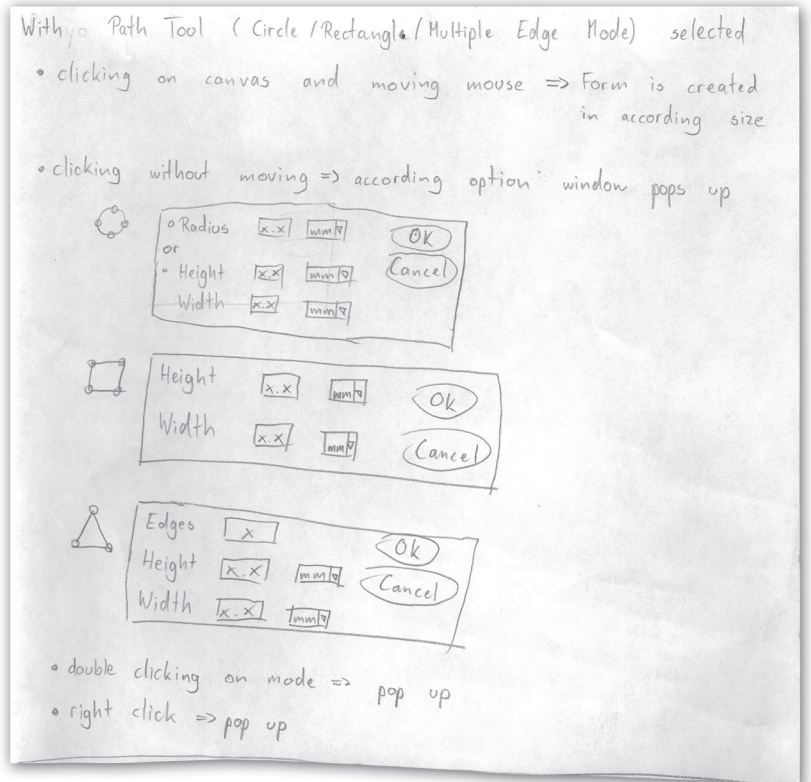 With Path Tool (Circle/Rectangle/Multiple Edge Mode) selected
• clicking on canvas and moving mouse => Form is created
in according size
• clicking without moving => according option window pops up
Radius x.x mm OK
or
Height x.x mm Cancel
Width x.x mm
Height x.x mm Ok
Width x.x mm Cancel
Edges x Ok
Height x.x mm Cancel
Width x.x mm
• double clicking on mode => pop up
• right click => pop up